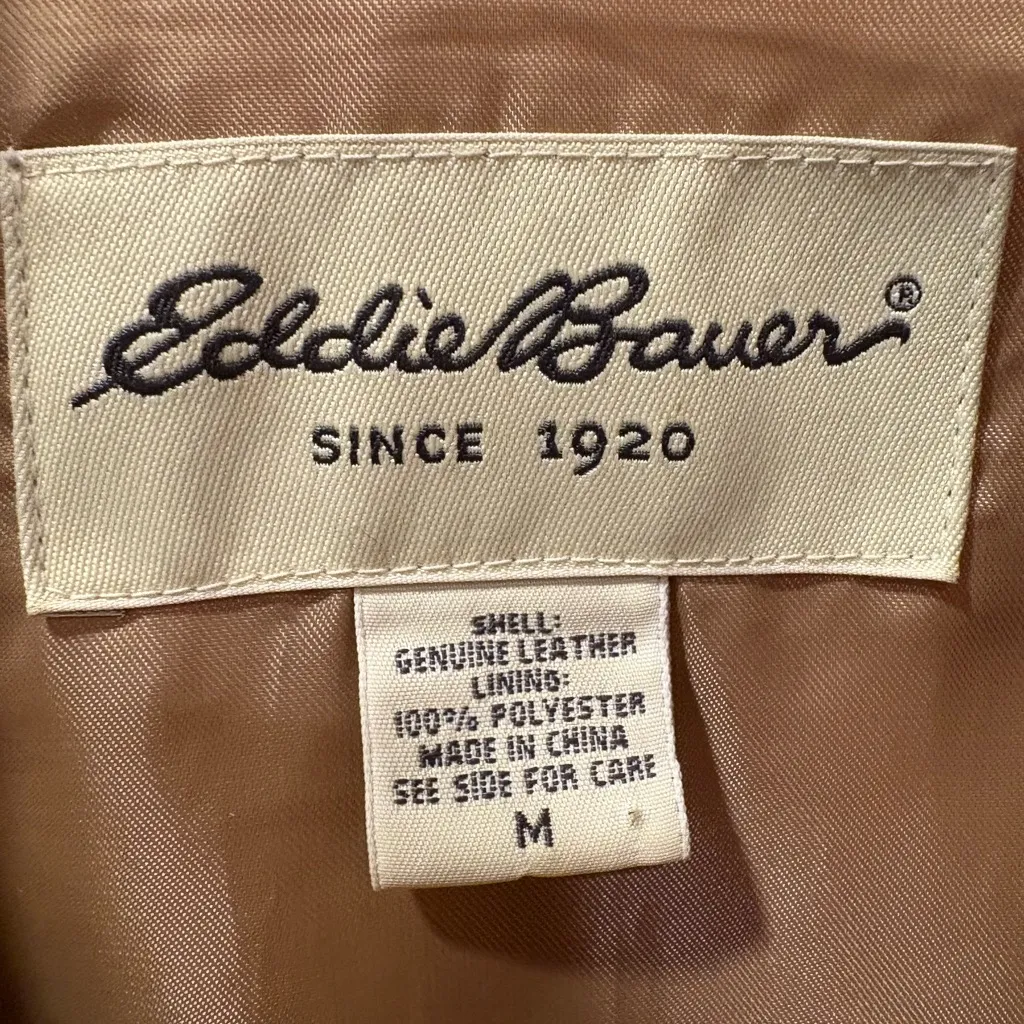 Eddie Bauer®
SINCE 1920
SHELL:
GENUINE LEATHER
LINING:
100% POLYESTER
MADE IN CHINA
SEE SIDE FOR CARE
M